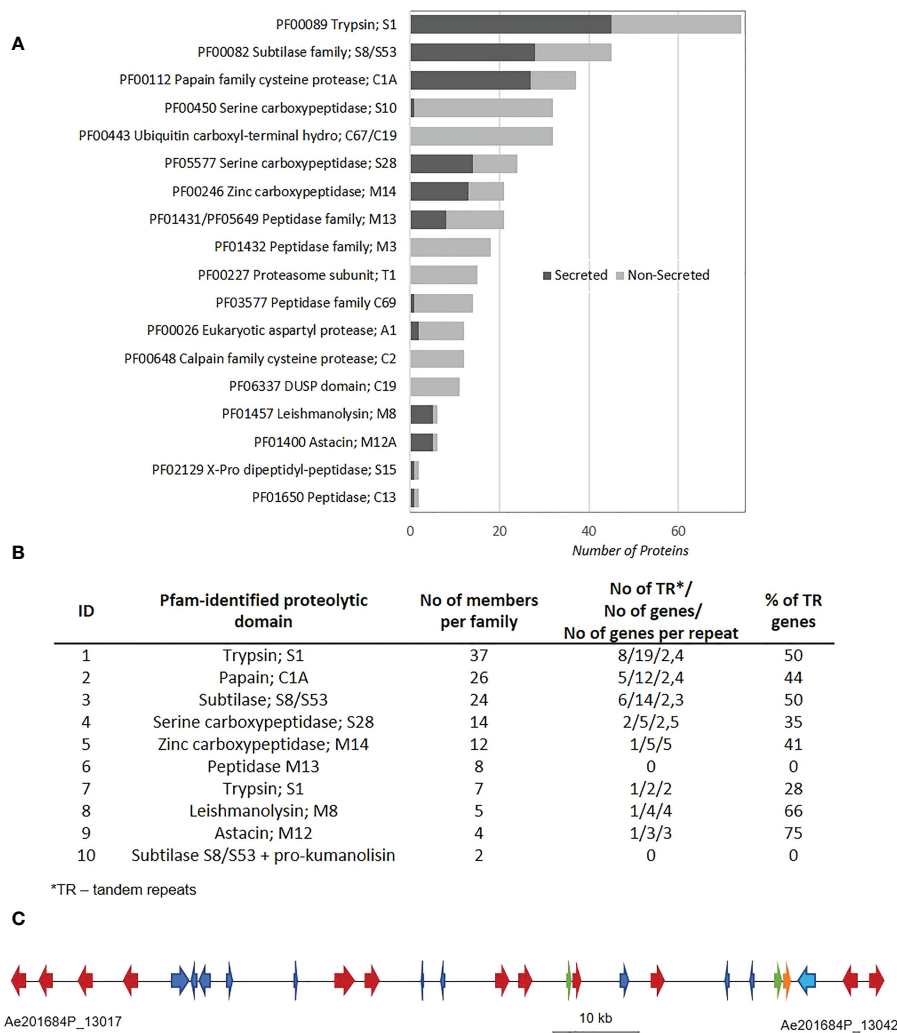 A
PF00089 Trypsin; S1
PF00082 Subtilase family; S8/S53
PF00112 Papain family cysteine protease; C1A
PF00450 Serine carboxypeptidase; S10
PF00443 Ubiquitin carboxyl-terminal hydro; C67/C19
PF05577 Serine carboxypeptidase; S28
PF00246 Zinc carboxypeptidase; M14
PF01431/PF05649 Peptidase family; M13
PF01432 Peptidase family; M3
PF00227 Proteasome subunit; T1
Secreted Non-Secreted
PF03577 Peptidase family C69
PF00026 Eukaryotic aspartyl protease; A1
PF00648 Calpain family cysteine protease; C2
PF06337 DUSP domain; C19
PF01457 Leishmanolysin; M8
PF01400 Astacin; M12A
PF02129 X-Pro dipeptidyl-peptidase; S15
PF01650 Peptidase; C13
0 20 40 60
Number of Proteins
B
ID Pfam-identified proteolytic domain No of members per family No of TR*/ No of genes/ No of genes per repeat % of TR genes
1 Trypsin; S1 37 8/19/2,4 50
2 Papain; C1A 26 5/12/2,4 44
3 Subtilase; S8/S53 24 6/14/2,3 50
4 Serine carboxypeptidase; S28 14 2/5/2,5 35
5 Zinc carboxypeptidase; M14 12 1/5/5 41
6 Peptidase M13 8 0 0
7 Trypsin; S1 7 1/2/2 28
8 Leishmanolysin; M8 5 1/4/4 66
9 Astacin; M12 4 1/3/3 75
10 Subtilase S8/S53 + pro-kumanolisin 2 0 0
*TR – tandem repeats
C
Ae201684P_13017
10 kb
Ae201684P_13042